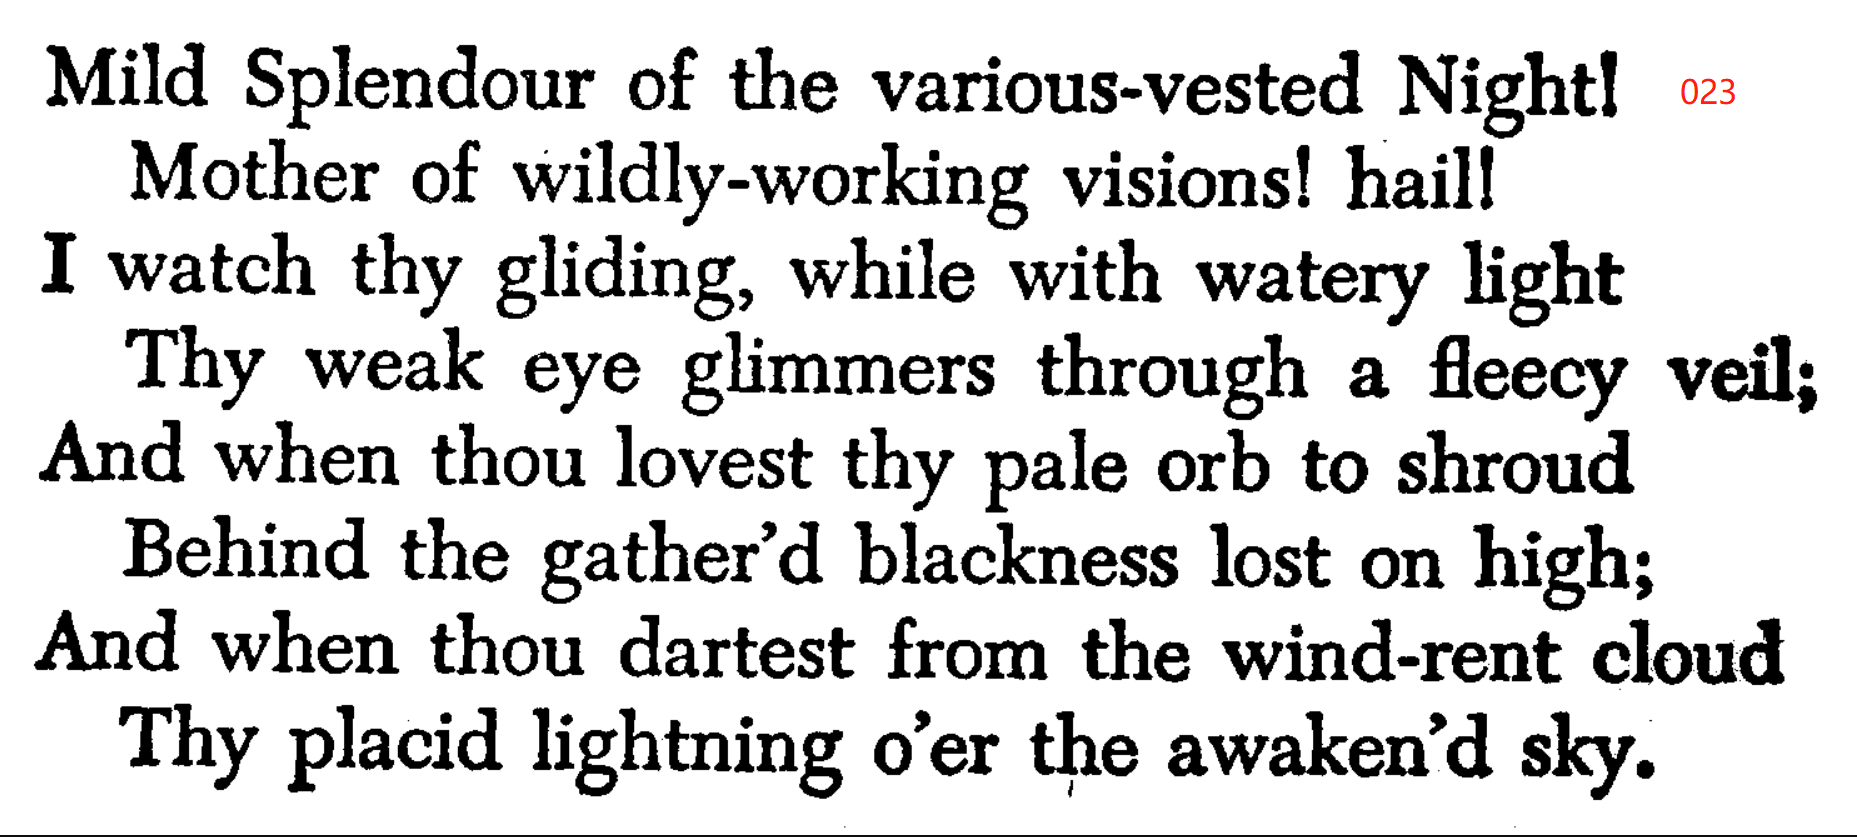 Mild Splendour of the various-vested Night! 023
Mother of wildly-working visions! hail!
I watch thy gliding, while with watery light
Thy weak eye glimmers through a fleecy veil;
And when thou lovest thy pale orb to shroud
Behind the gather’d blackness lost on high;
And when thou dartest from the wind-rent cloud
Thy placid lightning o’er the awaken’d sky.